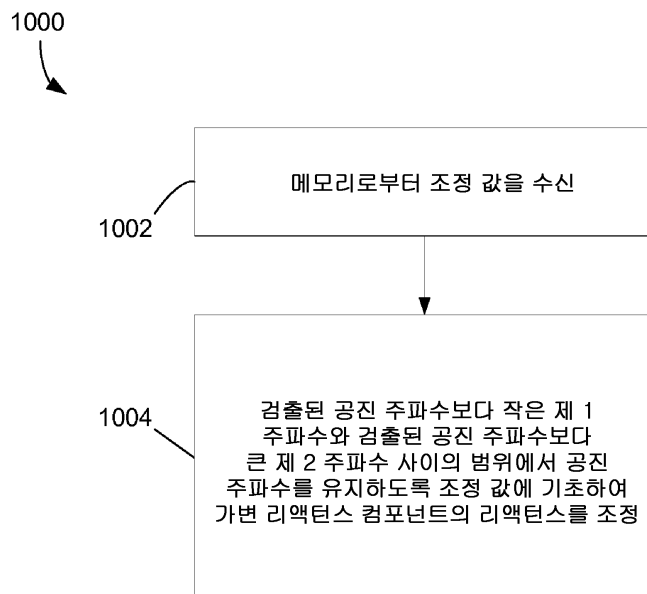 1000
메모리로부터 조정 값을 수신
1002
1004
검출된 공진 주파수보다 작은 제 1
주파수와 검출된 공진 주파수보다
큰 제 2 주파수 사이의 범위에서 공진
주파수를 유지하도록 조정 값에 기초하여
가변 리액턴스 컴포넌트의 리액턴스를 조정